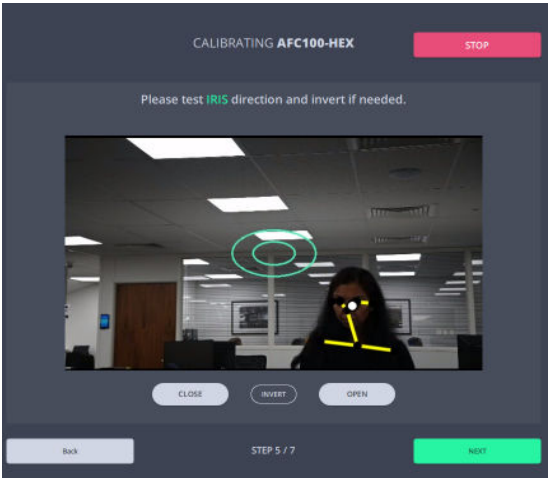 CALIBRATING AFC100-HEX
STOP
Please test IRIS direction and invert if needed.
CLOSE
INVERT
OPEN
Back
STEP 5 / 7
NEXT